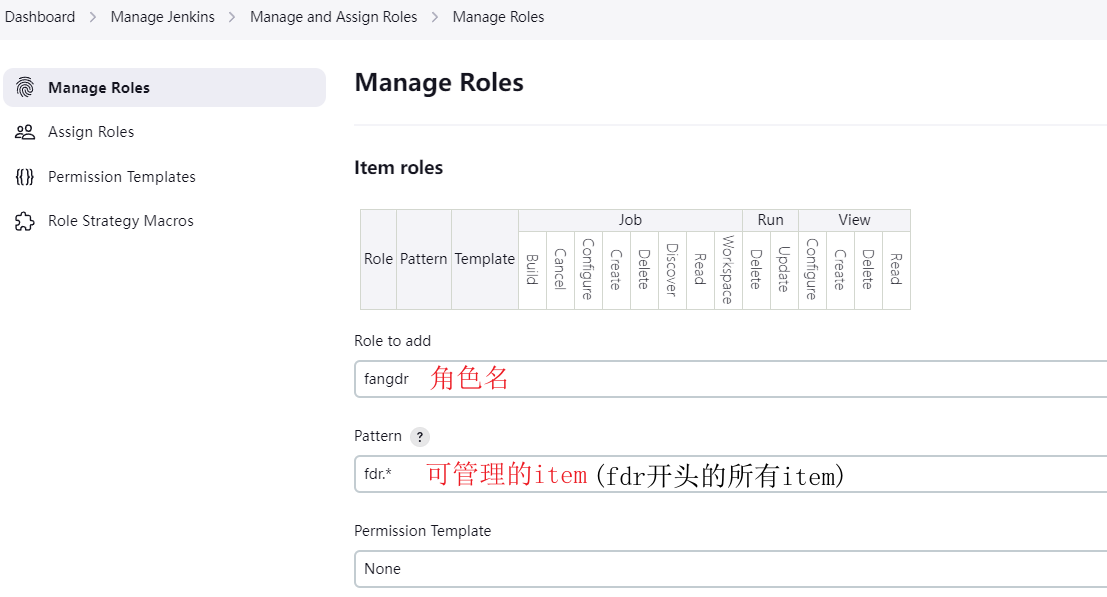 Dashboard > Manage Jenkins > Manage and Assign Roles > Manage Roles
Manage Roles
Assign Roles
Permission Templates
Role Strategy Macros
Manage Roles
Item roles
Job Run View
Role Pattern Template Build Cancel Configure Create Delete Discover Read Workspace Delete Update Configure Create Delete Read
Role to add
fangdr 角色名
Pattern ?
fdr.* 可管理的item (fdr开头的所有item)
Permission Template
None